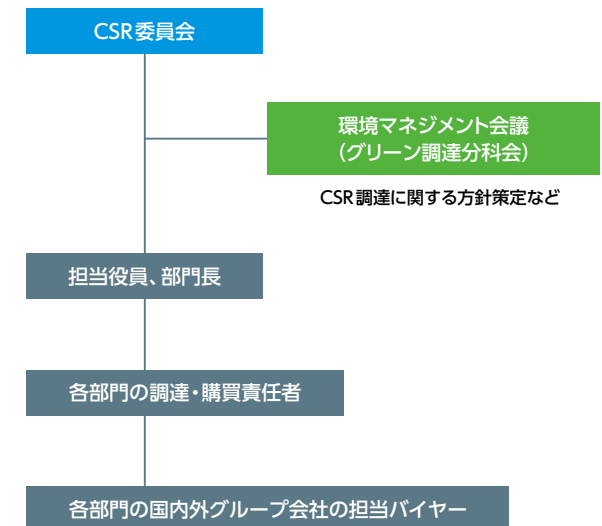 CSR委員会
環境マネジメント会議
（グリーン調達分科会）
CSR調達に関する方針策定など
担当役員、部門長
各部門の調達・購買責任者
各部門の国内外グループ会社の担当バイヤー